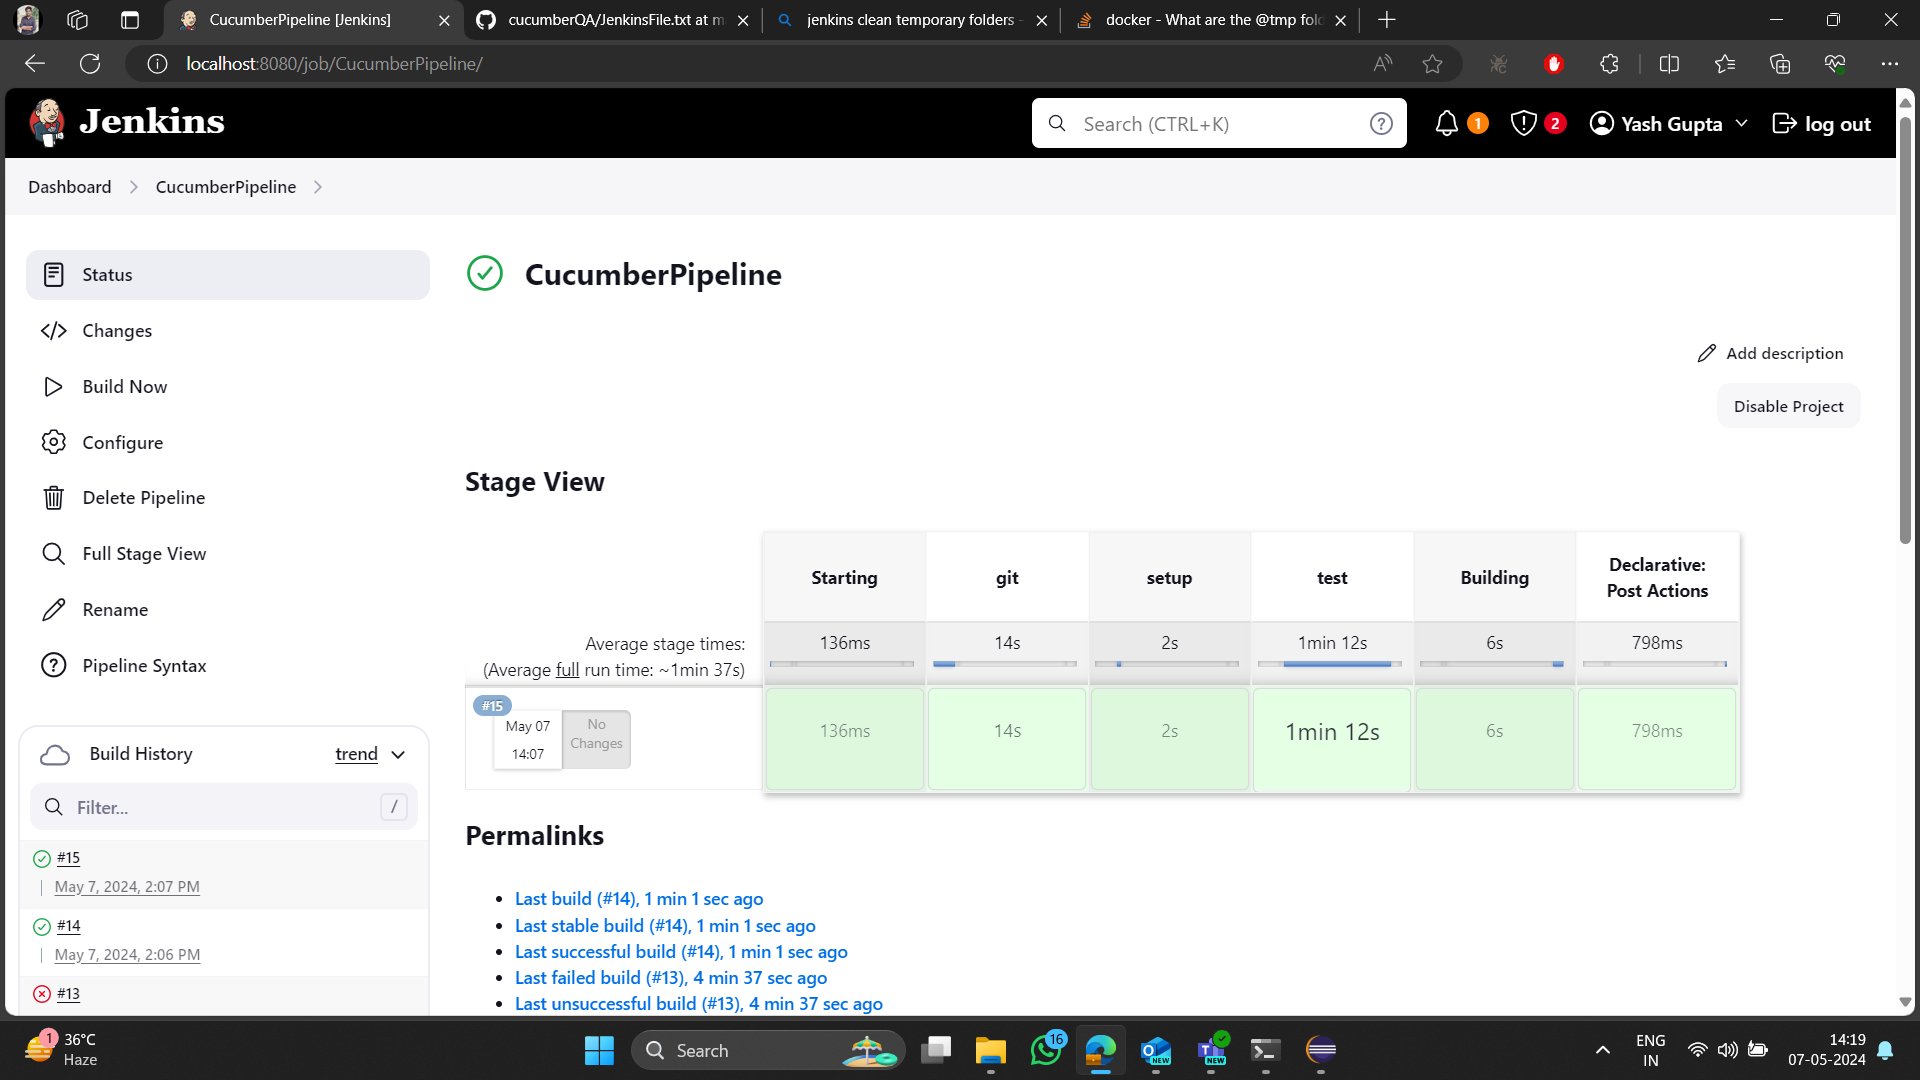 CucumberPipeline [Jenkins]
cucumberQA/JenkinsFile.txt at m
jenkins clean temporary folders -
docker - What are the @tmp fold
localhost:8080/job/CucumberPipeline/
Jenkins
Search (CTRL+K)
1
2
Yash Gupta
log out
Dashboard
CucumberPipeline
Status
Changes
Build Now
Configure
Delete Pipeline
Full Stage View
Rename
Pipeline Syntax
Build History
trend
Filter...
/
#15
May 7, 2024, 2:07 PM
#14
May 7, 2024, 2:06 PM
#13
CucumberPipeline
Add description
Disable Project
Stage View
Starting
git
setup
test
Building
Declarative:
Post Actions
Average stage times:
(Average full run time: ~1min 37s)
136ms
14s
2s
1min 12s
6s
798ms
#15
May 07
14:07
No
Changes
136ms
14s
2s
1min 12s
6s
798ms
Permalinks
Last build (#14), 1 min 1 sec ago
Last stable build (#14), 1 min 1 sec ago
Last successful build (#14), 1 min 1 sec ago
Last failed build (#13), 4 min 37 sec ago
Last unsuccessful build (#13), 4 min 37 sec ago
1
36°C
Haze
Search
16
NEW
NEW
ENG
IN
14:19
07-05-2024